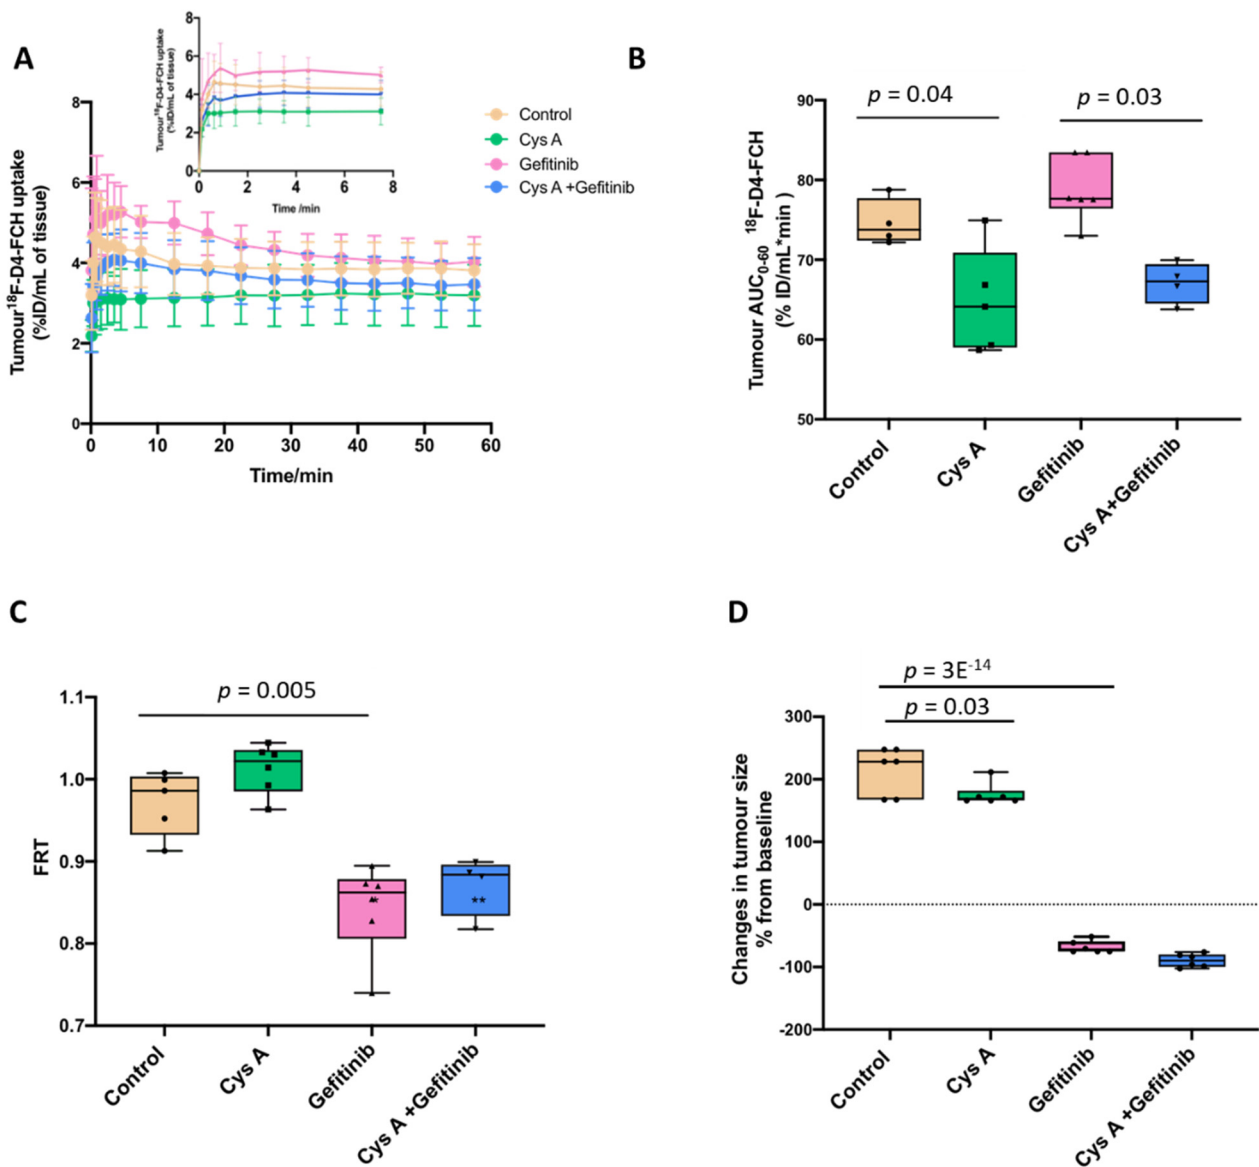 A
Tumour¹⁸F-D4-FCH uptake
(%ID/mL of tissue)
8
6
4
2
0
0 10 20 30 40 50 60
Time/min
Tumour¹⁸F-D4-FCH uptake
(%ID/mL of tissue)
8
6
4
2
0
0 2 4 6 8
Time /min
Control
Cys A
Gefitinib
Cys A +Gefitinib
B
p = 0.04
p = 0.03
Tumour AUC₀₋₆₀ ¹⁸F-D4-FCH
(% ID/mL*min )
90
80
70
60
50
Control
Cys A
Gefitinib
Cys A+Gefitinib
C
p = 0.005
FRT
1.1
1.0
0.9
0.8
0.7
Control
Cys A
Gefitinib
Cys A +Gefitinib
D
p = 3E⁻¹⁴
p = 0.03
Changes in tumour size
% from baseline
300
200
100
0
-100
-200
Control
Cys A
Gefitinib
Cys A +Gefitinib